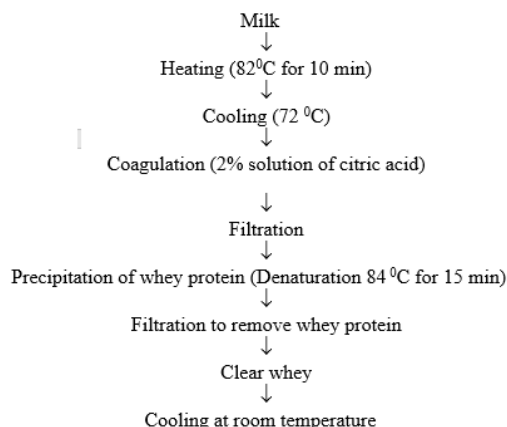 Milk
↓
Heating (82⁰C for 10 min)
↓
Cooling (72 ⁰C)
↓
Coagulation (2% solution of citric acid)
↓
Filtration
↓
Precipitation of whey protein (Denaturation 84 ⁰C for 15 min)
↓
Filtration to remove whey protein
↓
Clear whey
↓
Cooling at room temperature